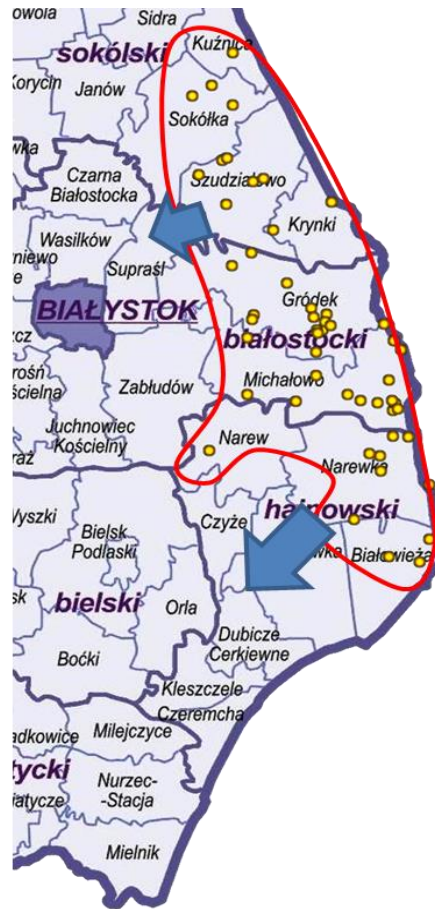 Sidra
Kuźnica
sokólski
Korycin
Janów
Sokółka
Czarna
Białostocka
Szudziałowo
Krynki
Wasilków
Supraśl
Gródek
BIAŁYSTOK
białostocki
Zabłudów
Michałowo
Juchnowiec
Kościelna
Narew
Narewka
hajnowski
Wyszki
Czyże
Bielsk
Podlaski
Białowieża
bielski
Orla
Dubicze
Cerkiewne
Boćki
Kleszczele
Czeremcha
Milejczyce
Nurzec-
-Stacja
Mielnik